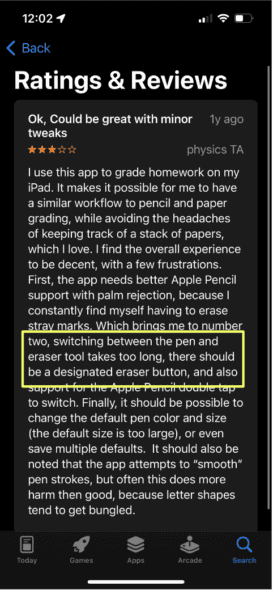 12:02
Back
Ratings & Reviews
Ok, Could be great with minor 1y ago
tweaks
physics TA
I use this app to grade homework on my
iPad. It makes it possible for me to have
a similar workflow to pencil and paper
grading, while avoiding the headaches
of keeping track of a stack of papers,
which I love. I find the overall experience
to be decent, with a few frustrations.
First, the app needs better Apple Pencil
support with palm rejection, because I
constantly find myself having to erase
stray marks. Which brings me to number
two, switching between the pen and
eraser tool takes too long, there should
be a designated eraser button, and also
support for the Apple Pencil double tap
to switch. Finally, it should be possible to
change the default pen color and size
(the default size is too large), or even
save multiple defaults. It should also be
noted that the app attempts to “smooth”
pen strokes, but often this does more
harm then good, because letter shapes
tend to get bungled.
Today Games Apps Arcade Search